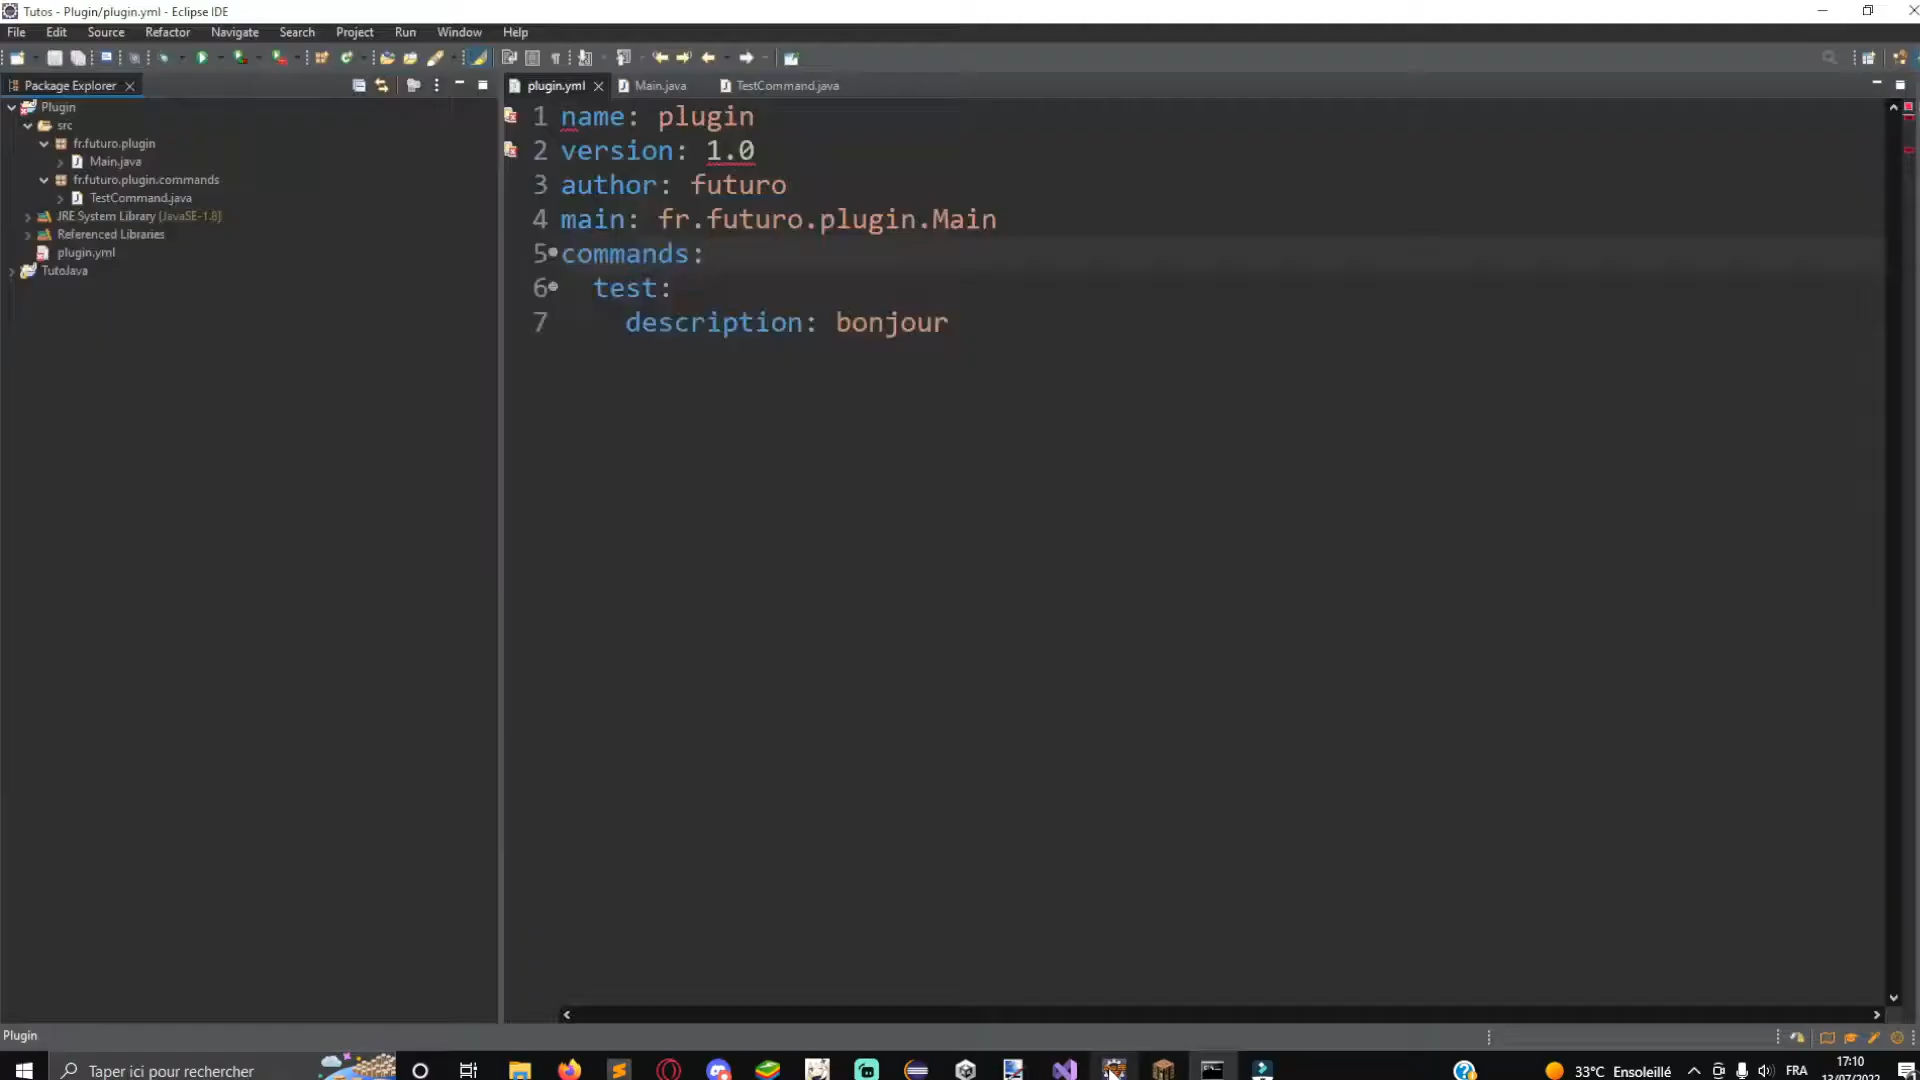 Tutos - Plugin/plugin.yml - Eclipse IDE
File Edit Source Refactor Navigate Search Project Run Window Help
Package Explorer
plugin.yml
Main.java
TestCommand.java
Plugin
src
fr.futuro.plugin
Main.java
fr.futuro.plugin.commands
TestCommand.java
JRE System Library [JavaSE-1.8]
Referenced Libraries
plugin.yml
TutoJava
1 name: plugin
2 version: 1.0
3 author: futuro
4 main: fr.futuro.plugin.Main
5 commands:
6 test:
7 description: bonjour
Plugin
Taper ici pour rechercher
33°C Ensoleillé
FRA
17:10
13/07/2022